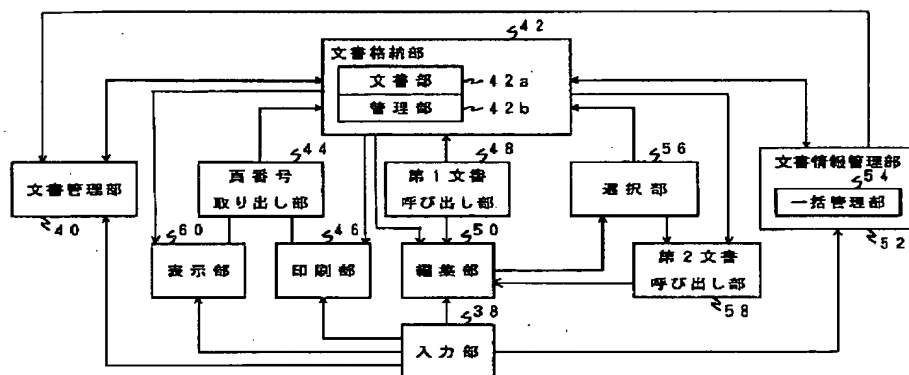 42
文書格納部
文書部
42a
管理部
42b
44
48
56
文書情報管理部
54
文書管理部
頁番号
取り出し部
第1文書
呼び出し部
選択部
一括管理部
40
60
46
50
52
表示部
印刷部
編集部
第2文書
呼び出し部
38
58
入力部